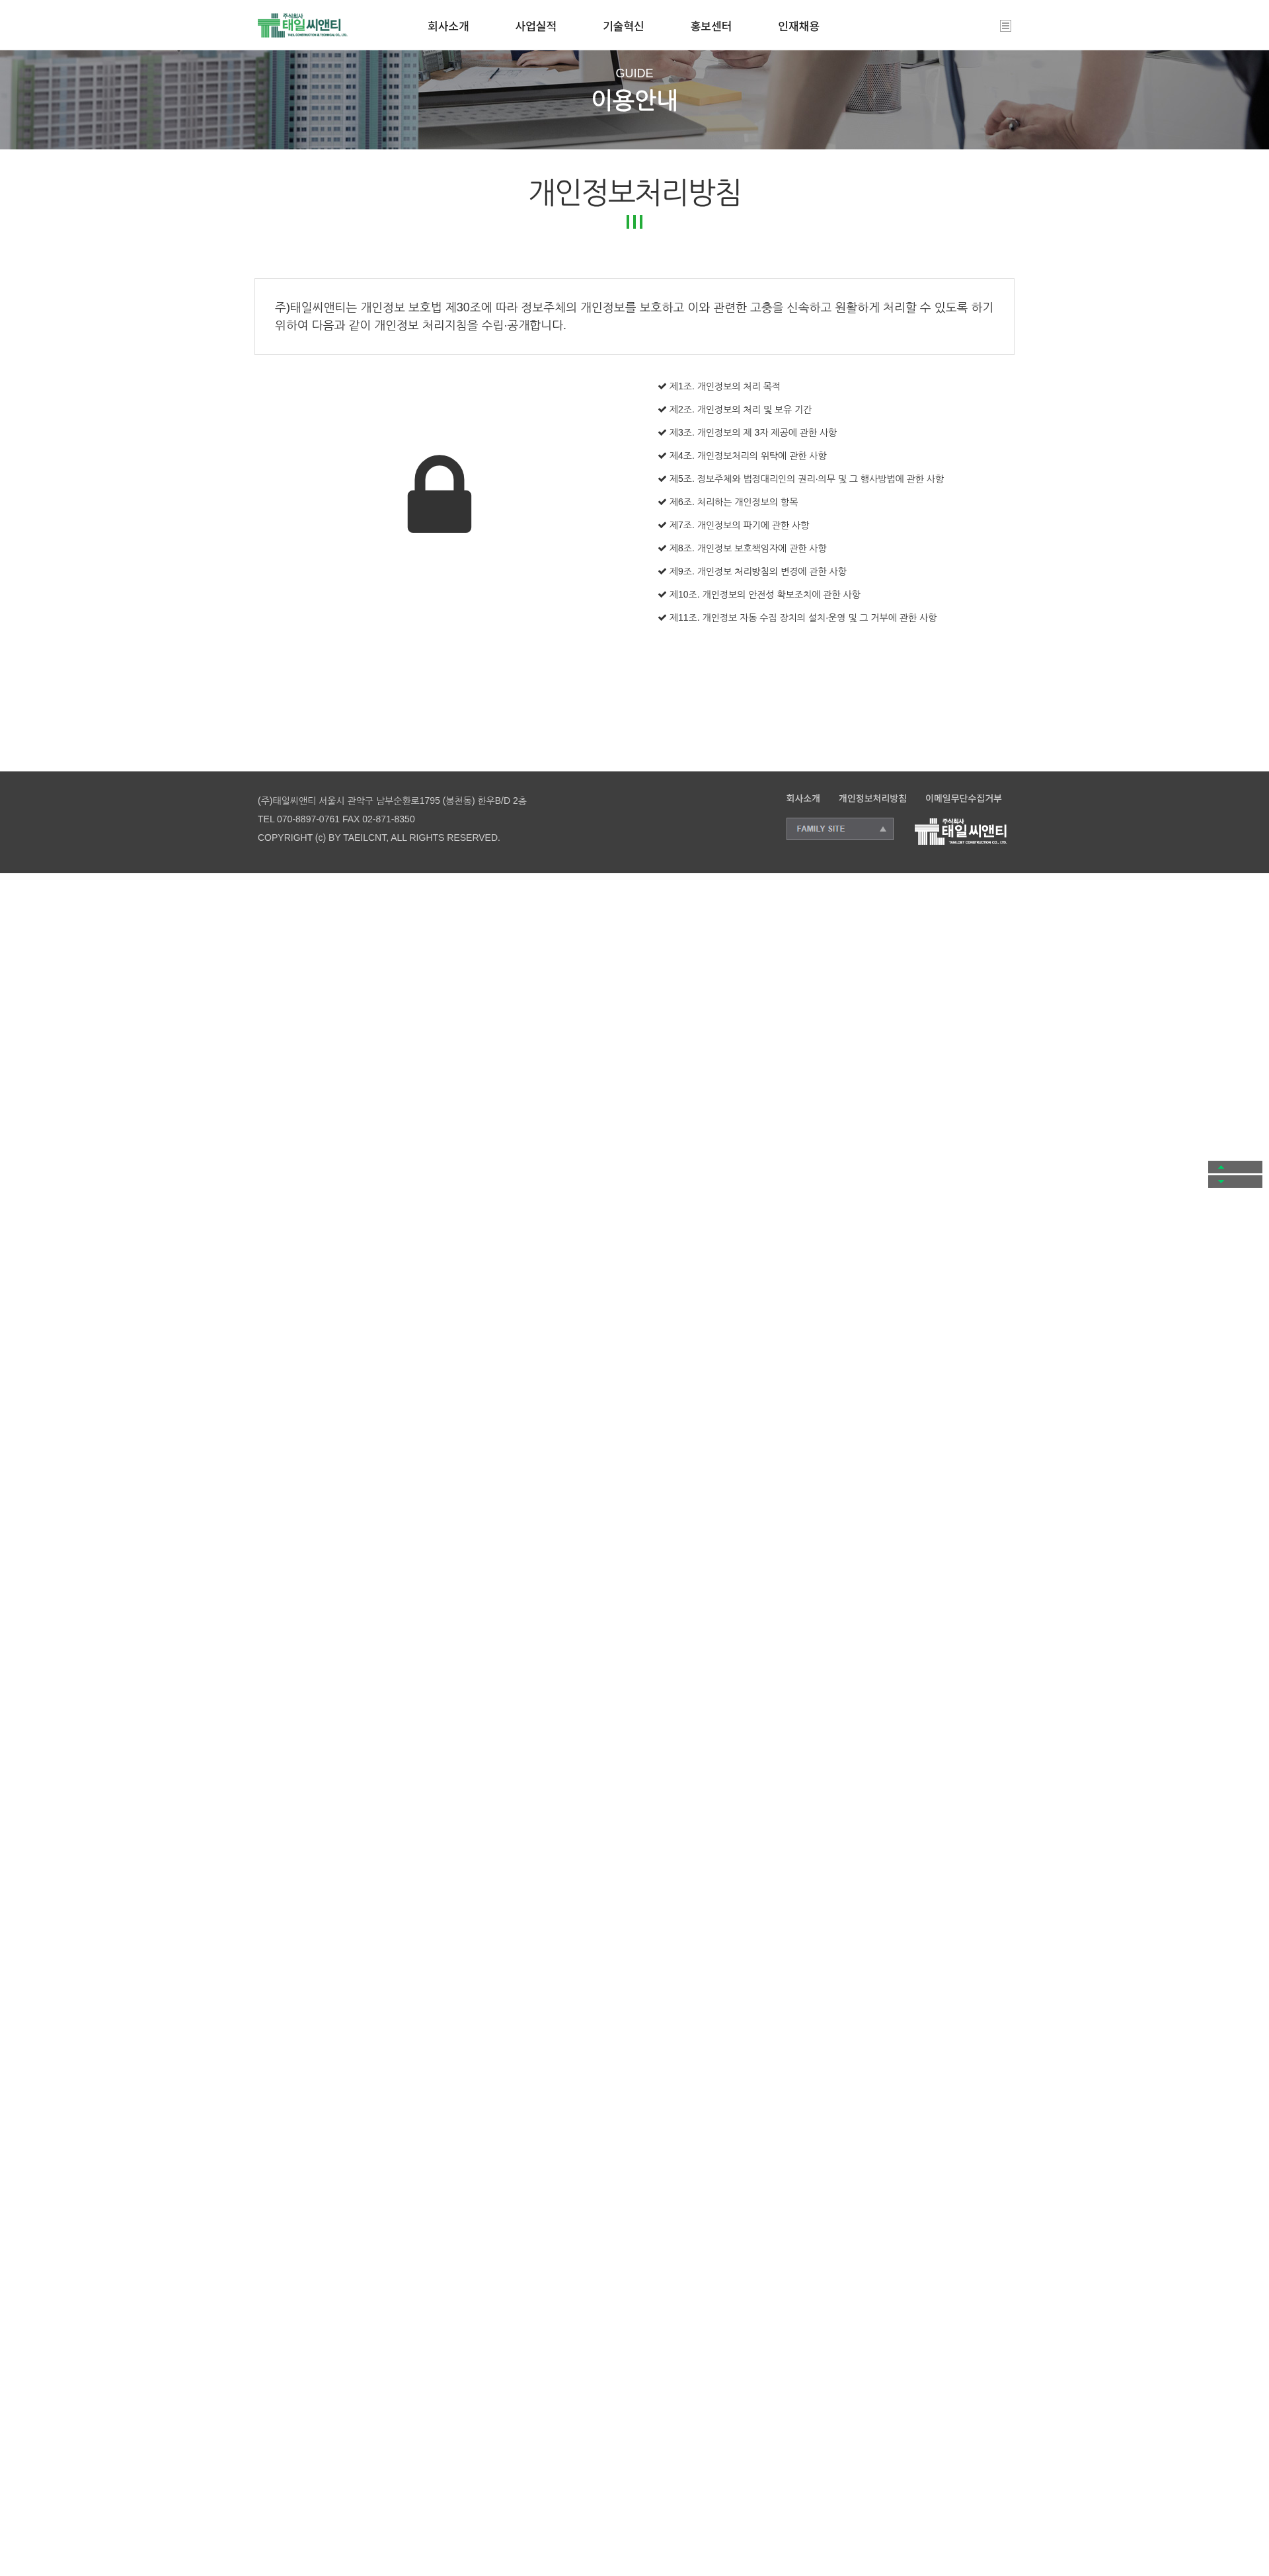 주식회사
태일씨앤티
회사소개
사업실적
기술혁신
홍보센터
인재채용
GUIDE
이용안내
개인정보처리방침
주)태일씨앤티는 개인정보 보호법 제30조에 따라 정보주체의 개인정보를 보호하고 이와 관련한 고충을 신속하고 원활하게 처리할 수 있도록 하기
위하여 다음과 같이 개인정보 처리지침을 수립·공개합니다.
제1조. 개인정보의 처리 목적
제2조. 개인정보의 처리 및 보유 기간
제3조. 개인정보의 제 3자 제공에 관한 사항
제4조. 개인정보처리의 위탁에 관한 사항
제5조. 정보주체와 법정대리인의 권리·의무 및 그 행사방법에 관한 사항
제6조. 처리하는 개인정보의 항목
제7조. 개인정보의 파기에 관한 사항
제8조. 개인정보 보호책임자에 관한 사항
제9조. 개인정보 처리방침의 변경에 관한 사항
제10조. 개인정보의 안전성 확보조치에 관한 사항
제11조. 개인정보 자동 수집 장치의 설치·운영 및 그 거부에 관한 사항
(주)태일씨앤티 서울시 관악구 남부순환로1795 (봉천동) 한우B/D 2층
TEL 070-8897-0761 FAX 02-871-8350
COPYRIGHT (c) BY TAEILCNT, ALL RIGHTS RESERVED.
회사소개
개인정보처리방침
이메일무단수집거부
FAMILY SITE
주식회사
태일씨앤티